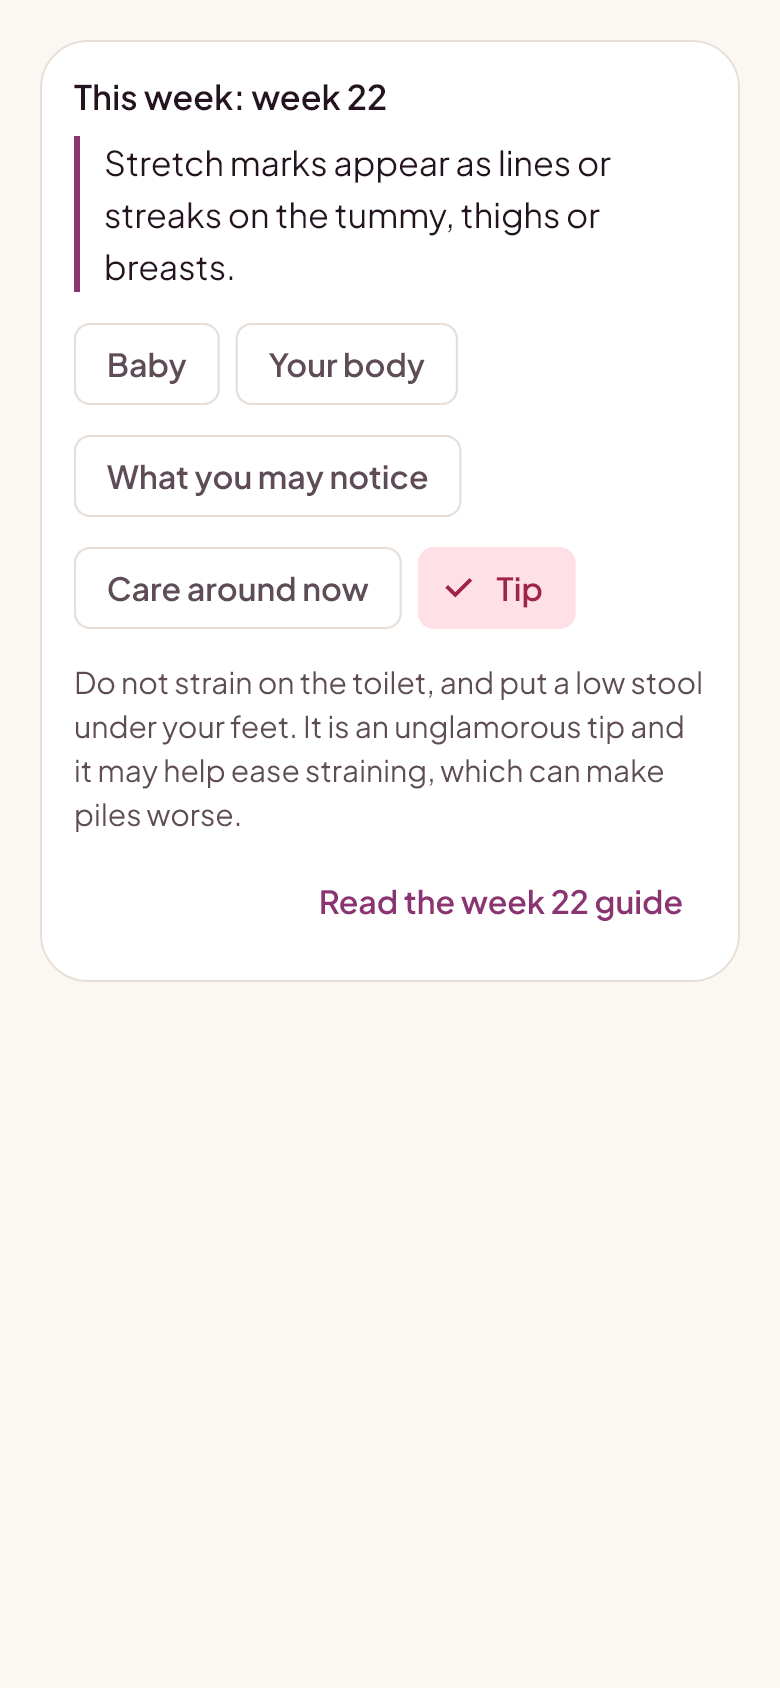 This week: week 22
Stretch marks appear as lines or
streaks on the tummy, thighs or
breasts.
Baby
Your body
What you may notice
Care around now
Tip
Do not strain on the toilet, and put a low stool
under your feet. It is an unglamorous tip and
it may help ease straining, which can make
piles worse.
Read the week 22 guide